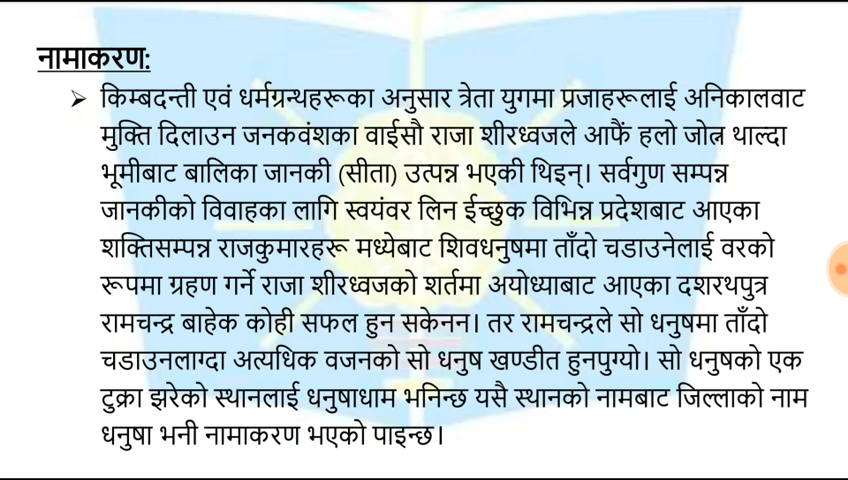 नामाकरण:
➢ किम्बदन्ती एवं धर्मग्रन्थहरूका अनुसार त्रेता युगमा प्रजाहरूलाई अनिकालवाट
मुक्ति दिलाउन जनकवंशका वाईसौ राजा शीरध्वजले आफैं हलो जोत्न थाल्दा
भूमीबाट बालिका जानकी (सीता) उत्पन्न भएकी थिइन्। सर्वगुण सम्पन्न
जानकीको विवाहका लागि स्वयंवर लिन ईच्छुक विभिन्न प्रदेशबाट आएका
शक्तिसम्पन्न राजकुमारहरू मध्येबाट शिवधनुषमा ताँदो चडाउनेलाई वरको
रूपमा ग्रहण गर्ने राजा शीरध्वजको शर्तमा अयोध्याबाट आएका दशरथपुत्र
रामचन्द्र बाहेक कोही सफल हुन सकेनन। तर रामचन्द्रले सो धनुषमा ताँदो
चडाउनलाग्दा अत्यधिक वजनको सो धनुष खण्डीत हुनपुग्यो। सो धनुषको एक
टुक्रा झरेको स्थानलाई धनुषाधाम भनिन्छ यसै स्थानको नामबाट जिल्लाको नाम
धनुषा भनी नामाकरण भएको पाइन्छ।